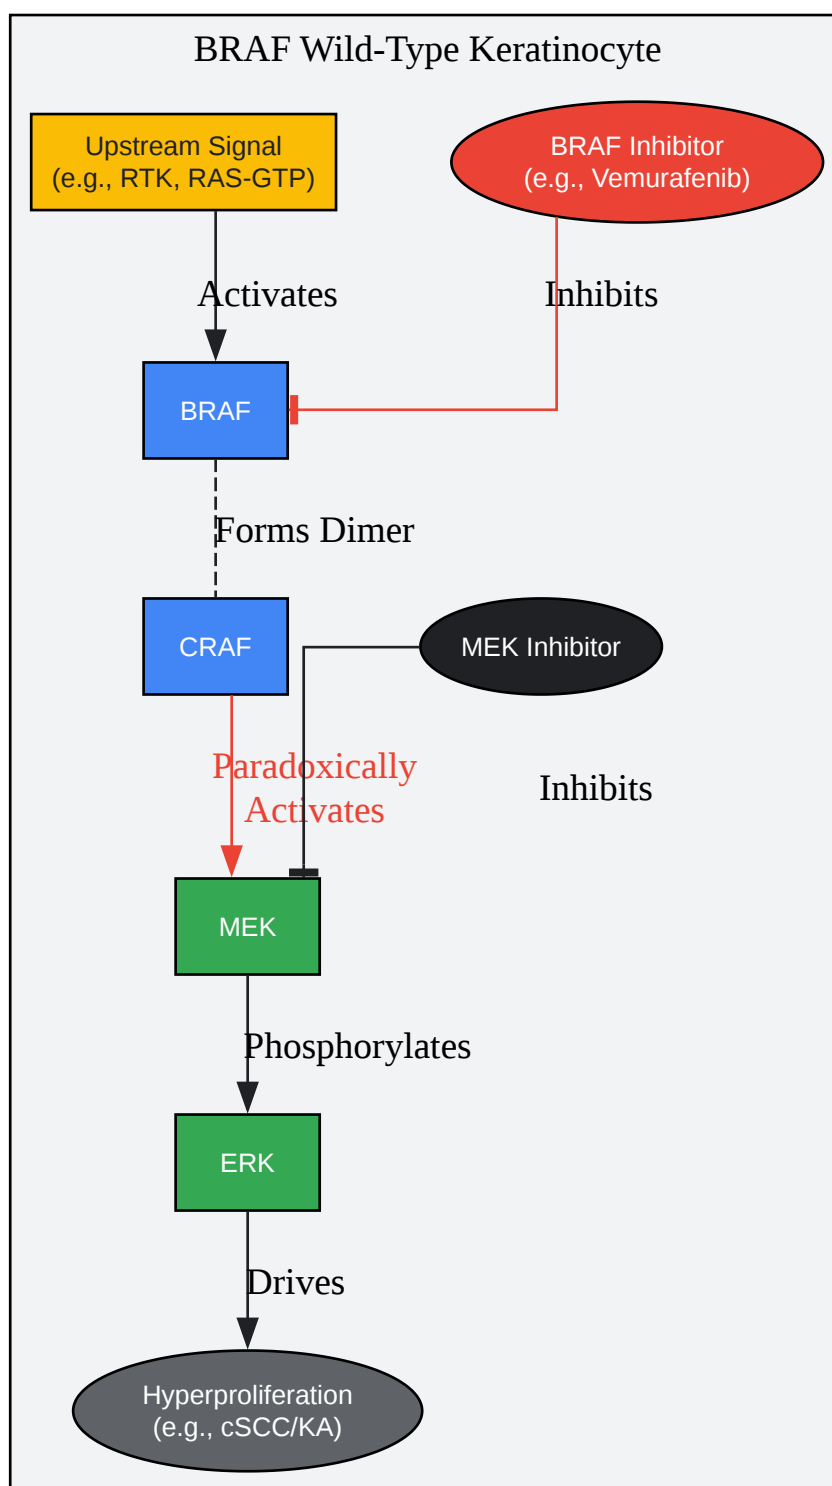 BRAF Wild-Type Keratinocyte
Upstream Signal
(e.g., RTK, RAS-GTP)
BRAF Inhibitor
(e.g., Vemurafenib)
Activates
Inhibits
BRAF
Forms Dimer
CRAF
MEK Inhibitor
Paradoxically
Activates
Inhibits
MEK
Phosphorylates
ERK
Drives
Hyperproliferation
(e.g., cSCC/KA)